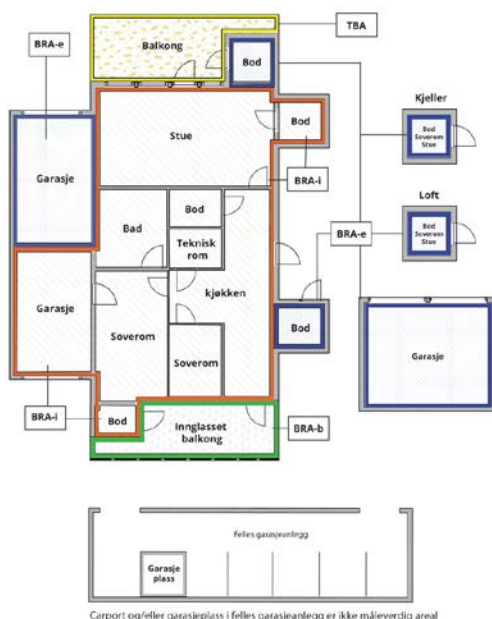 TBA
BRA-e
Balkong
Bod
Kjeller
Bod
Soverom
Stue
Stue
Bod
BRA-i
Garasje
Loft
Bod
Soverom
Stue
BRA-e
Bad
Bod
Teknisk
rom
kjøkken
Garasje
Soverom
Soverom
Bod
Garasje
BRA-i
Bod
Innglasset
balkong
BRA-b
Felles garasjeanlegg
Garasje
plass
Carport og/eller garasjeplass i felles garasjeanlegg er ikke måleverdig areal